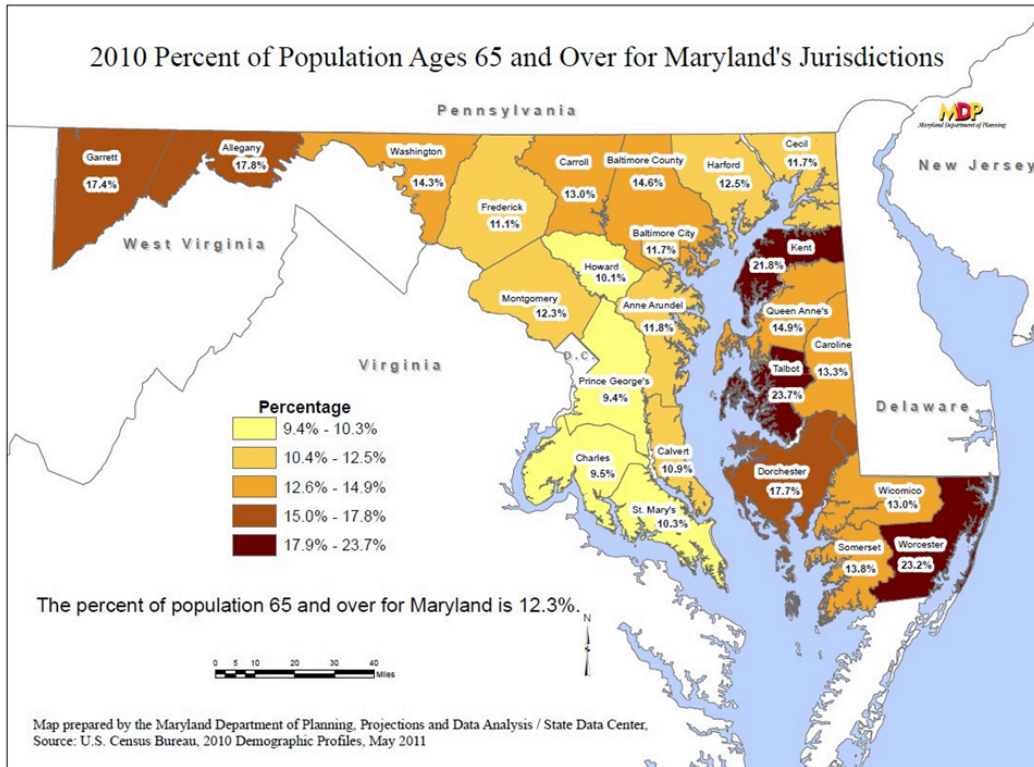 2010 Percent of Population Ages 65 and Over for Maryland's Jurisdictions
Pennsylvania
MDP
Maryland Department of Planning
New Jersey
Garrett
17.4%
Allegany
17.8%
Washington
14.3%
Frederick
11.1%
Carroll
13.0%
Baltimore County
14.6%
Harford
12.5%
Cecil
11.7%
West Virginia
Baltimore City
11.7%
Kent
21.8%
Howard
10.1%
Montgomery
12.3%
Anne Arundel
11.8%
Queen Anne's
14.9%
Caroline
13.3%
Virginia
D.C.
Prince George's
9.4%
Talbot
23.7%
Delaware
Percentage
9.4% - 10.3%
10.4% - 12.5%
12.6% - 14.9%
15.0% - 17.8%
17.9% - 23.7%
Charles
9.5%
Calvert
10.9%
St. Mary's
10.3%
Dorchester
17.7%
Wicomico
13.0%
Somerset
13.8%
Worcester
23.2%
The percent of population 65 and over for Maryland is 12.3%.
N
0 5 10 20 30 40
Miles
Map prepared by the Maryland Department of Planning, Projections and Data Analysis / State Data Center,
Source: U.S. Census Bureau, 2010 Demographic Profiles, May 2011